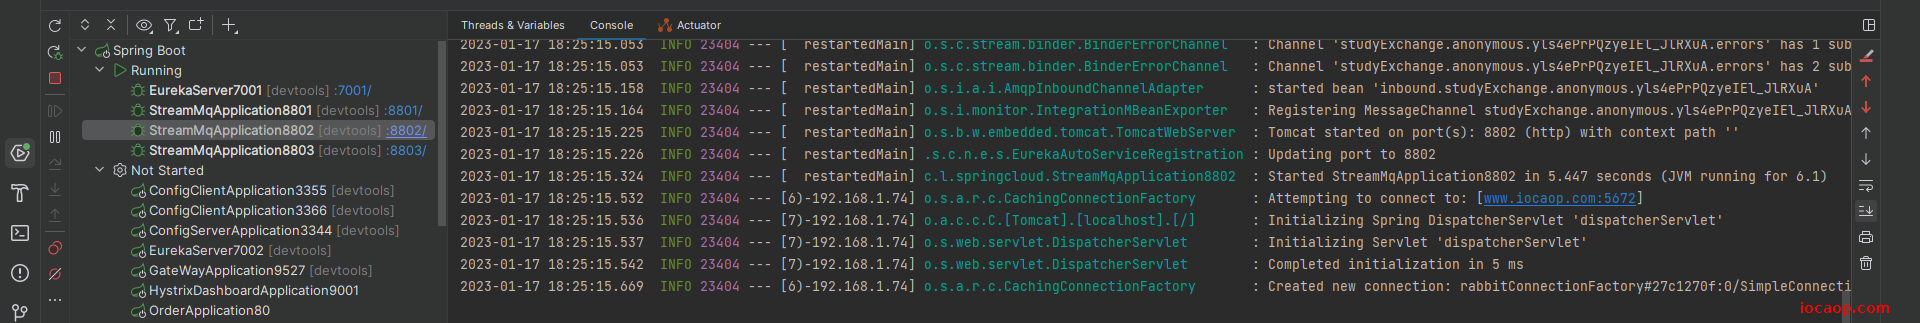 Threads & Variables Console Actuator
Spring Boot
Running
EurekaServer7001 [devtools] :7001/
StreamMqApplication8801 [devtools] :8801/
StreamMqApplication8802 [devtools] :8802/
StreamMqApplication8803 [devtools] :8803/
Not Started
ConfigClientApplication3355 [devtools]
ConfigClientApplication3366 [devtools]
ConfigServerApplication3344 [devtools]
EurekaServer7002 [devtools]
GateWayApplication9527 [devtools]
HystrixDashboardApplication9001
OrderApplication80
2023-01-17 18:25:15.053 INFO 23404 --- [ restartedMain] o.s.c.stream.binder.BinderErrorChannel : Channel 'studyExchange.anonymous.yls4ePrPQzyeIEl_JlRXuA.errors' has 1 sub
2023-01-17 18:25:15.053 INFO 23404 --- [ restartedMain] o.s.c.stream.binder.BinderErrorChannel : Channel 'studyExchange.anonymous.yls4ePrPQzyeIEl_JlRXuA.errors' has 2 sub
2023-01-17 18:25:15.158 INFO 23404 --- [ restartedMain] o.s.i.a.i.AmqpInboundChannelAdapter : started bean 'inbound.studyExchange.anonymous.yls4ePrPQzyeIEl_JlRXuA'
2023-01-17 18:25:15.164 INFO 23404 --- [ restartedMain] o.s.i.monitor.IntegrationMBeanExporter : Registering MessageChannel studyExchange.anonymous.yls4ePrPQzyeIEl_JlRXuA
2023-01-17 18:25:15.225 INFO 23404 --- [ restartedMain] o.s.b.w.embedded.tomcat.TomcatWebServer : Tomcat started on port(s): 8802 (http) with context path ''
2023-01-17 18:25:15.226 INFO 23404 --- [ restartedMain] .s.c.n.e.s.EurekaAutoServiceRegistration : Updating port to 8802
2023-01-17 18:25:15.324 INFO 23404 --- [ restartedMain] c.l.springcloud.StreamMqApplication8802 : Started StreamMqApplication8802 in 5.447 seconds (JVM running for 6.1)
2023-01-17 18:25:15.532 INFO 23404 --- [(6)-192.168.1.74] o.s.a.r.c.CachingConnectionFactory : Attempting to connect to: [www.iocaop.com:5672]
2023-01-17 18:25:15.536 INFO 23404 --- [(7)-192.168.1.74] o.a.c.c.C.[Tomcat].[localhost].[/] : Initializing Spring DispatcherServlet 'dispatcherServlet'
2023-01-17 18:25:15.537 INFO 23404 --- [(7)-192.168.1.74] o.s.web.servlet.DispatcherServlet : Initializing Servlet 'dispatcherServlet'
2023-01-17 18:25:15.542 INFO 23404 --- [(7)-192.168.1.74] o.s.web.servlet.DispatcherServlet : Completed initialization in 5 ms
2023-01-17 18:25:15.669 INFO 23404 --- [(6)-192.168.1.74] o.s.a.r.c.CachingConnectionFactory : Created new connection: rabbitConnectionFactory#27c1270f:0/SimpleConnecti
iocaop.com